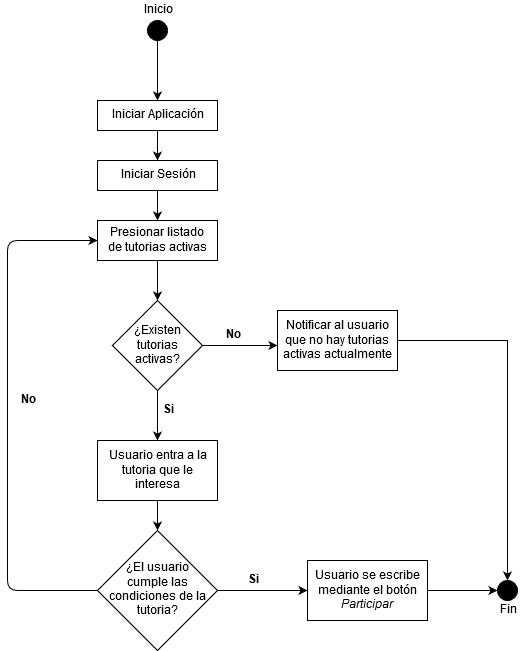 Inicio
Iniciar Aplicación
Iniciar Sesión
Presionar listado
de tutorias activas
¿Existen
tutorias
activas?
No
Notificar al usuario
que no hay tutorias
activas actualmente
No
Si
Usuario entra a la
tutoria que le
interesa
¿El usuario
cumple las
condiciones de la
tutoria?
Si
Usuario se escribe
mediante el botón
Participar
Fin